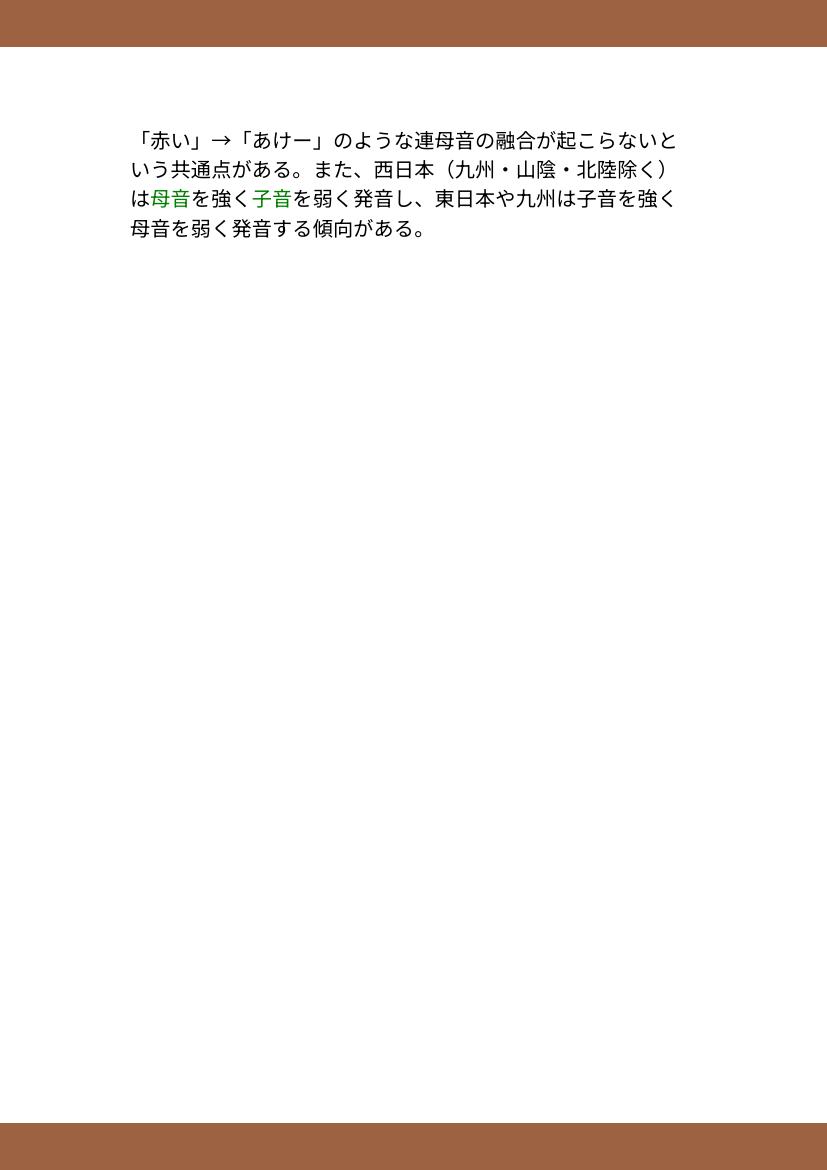 「赤い」→「あけー」のような連母音の融合が起こらないと
いう共通点がある。また、西日本（九州・山陰・北陸除く）
は母音を強く子音を弱く発音し、東日本や九州は子音を強く
母音を弱く発音する傾向がある。